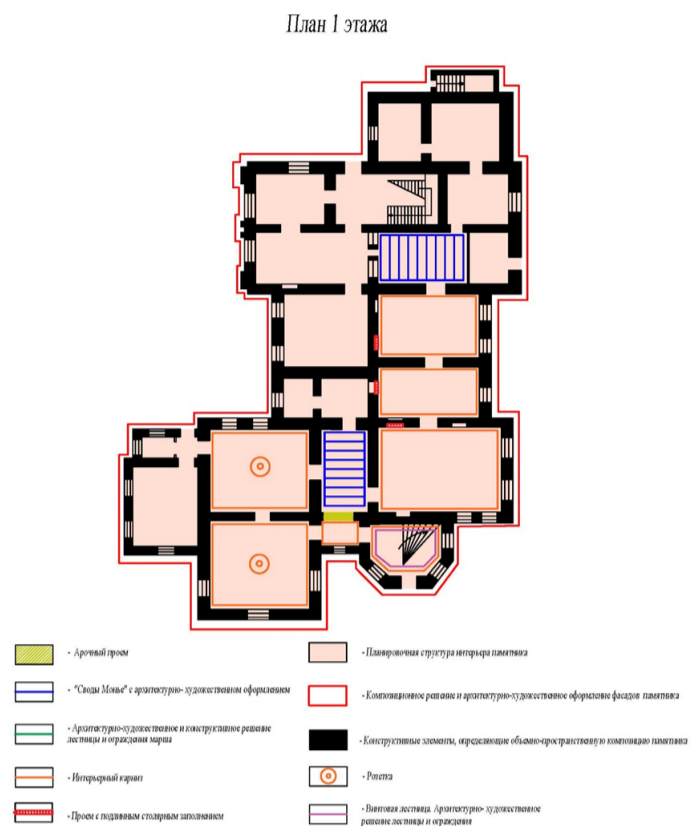 План 1 этажа
- Арочный проем
- "Своды Монье" с архитектурно- художественном оформлением
- Архитектурно-художественное и конструктивное решение
лестницы и ограждения марша
- Интерьерный карниз
- Проем с подлинным столярным заполнением
- Планировочная структура интерьера памятника
- Композиционное решение и архитектурно-художественное оформление фасадов памятника
- Конструктивные элементы, определяющие объемно-пространственную композицию памятника
- Розетка
- Винтовая лестница. Архитектурно- художественное
решение лестницы и ограждения